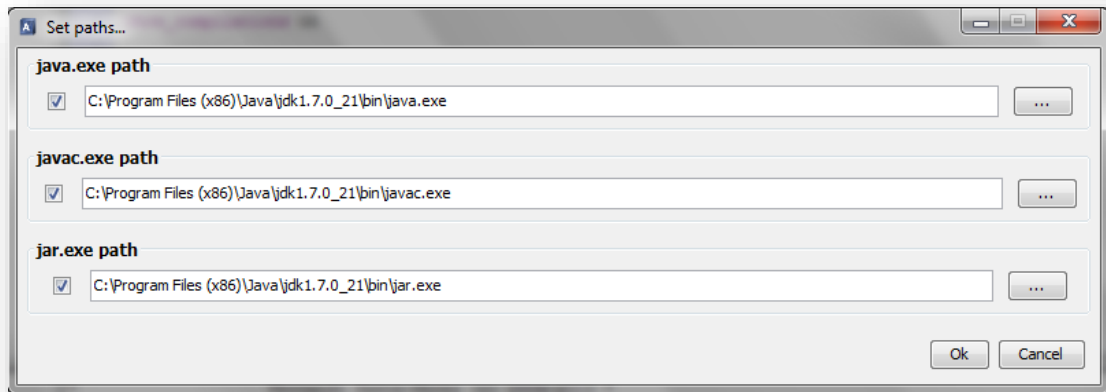 Set paths...
java.exe path
C:\Program Files (x86)\Java\jdk1.7.0_21\bin\java.exe
...
javac.exe path
C:\Program Files (x86)\Java\jdk1.7.0_21\bin\javac.exe
...
jar.exe path
C:\Program Files (x86)\Java\jdk1.7.0_21\bin\jar.exe
...
Ok Cancel